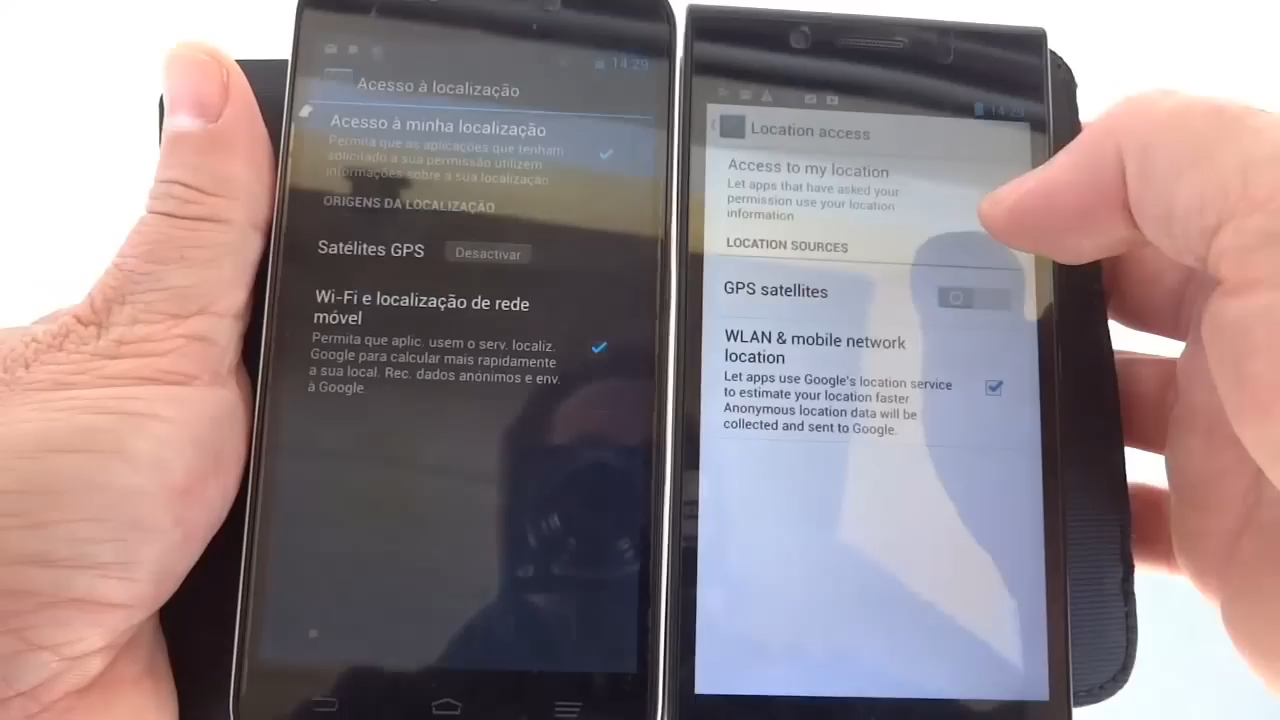 14:29
Acesso à localização
Acesso à minha localização
Permita que as aplicações que tenham
solicitado a sua permissão utilizem
informações sobre a sua localização
ORIGENS DA LOCALIZAÇÃO
Satélites GPS Desactivar
Wi-Fi e localização de rede
móvel
Permita que aplic. usem o serv. localiz.
Google para calcular mais rapidamente
a sua local. Rec. dados anónimos e env.
à Google.
14:29
Location access
Access to my location
Let apps that have asked your
permission use your location
information
LOCATION SOURCES
GPS satellites
WLAN & mobile network
location
Let apps use Google's location service
to estimate your location faster.
Anonymous location data will be
collected and sent to Google.